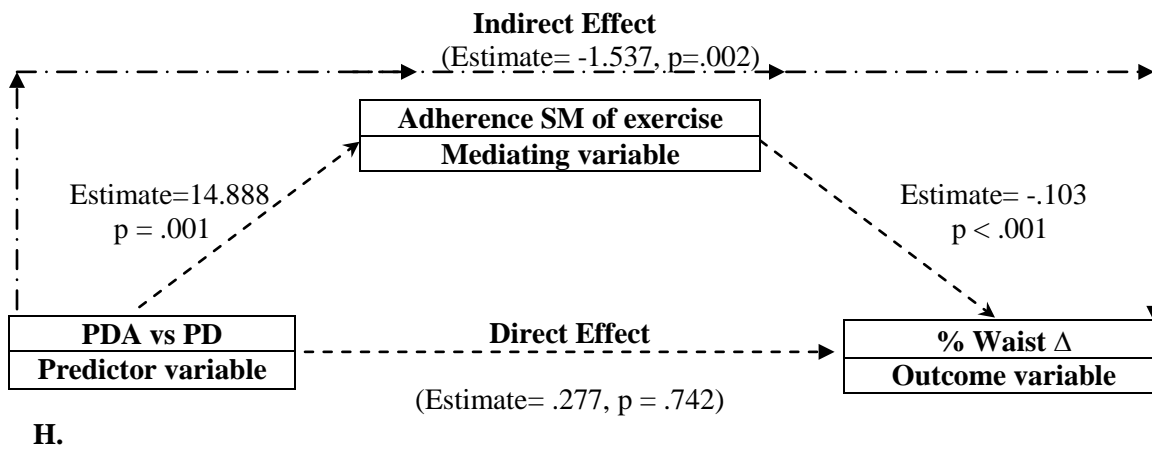 Indirect Effect
(Estimate= -1.537, p=.002)
Adherence SM of exercise
Mediating variable
Estimate=14.888
p = .001
Estimate= -.103
p < .001
PDA vs PD
Predictor variable
Direct Effect
(Estimate= .277, p = .742)
% Waist Δ
Outcome variable
H.